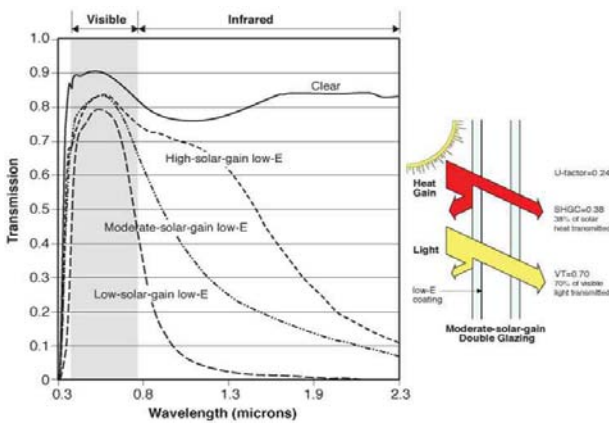 Visible
Infrared
1.0
0.9
0.8
0.7
0.6
0.5
0.4
0.3
0.2
0.1
0
Transmission
Clear
High-solar-gain low-E
Moderate-solar-gain low-E
Low-solar-gain low-E
0.3
0.8
1.3
1.9
2.3
Wavelength (microns)
Heat
Gain
Light
low-E
coating
U-factor=0.24
SHGC=0.38
38% of solar
heat transmitted
VT=0.70
70% of visible
light transmitted
Moderate-solar-gain
Double Glazing